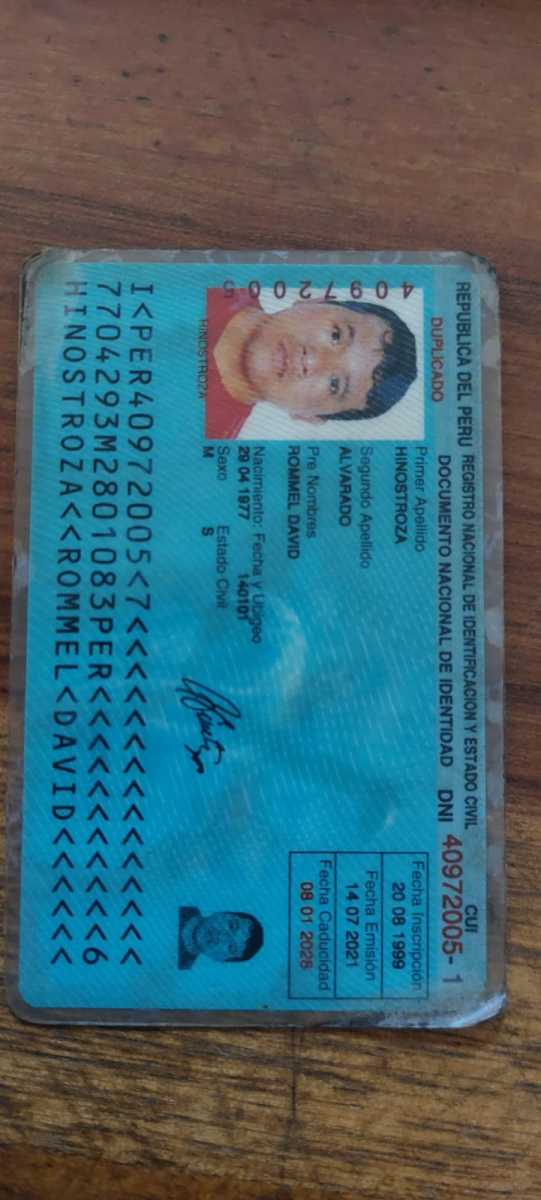 REPUBLICA DEL PERU REGISTRO NACIONAL DE IDENTIFICACION Y ESTADO CIVIL
DOCUMENTO NACIONAL DE IDENTIDAD
CUI
DNI 40972005 - 1
DUPLICADO
40972005
HINOSTROZA
Primer Apellido
HINOSTROZA
Segundo Apellido
ALVARADO
Pre Nombres
ROMMEL DAVID
Nacimiento: Fecha y Ubigeo
29 04 1977 140101
Sexo Estado Civil
M S
Fecha Inscripción
20 08 1999
Fecha Emisión
14 07 2021
Fecha Caducidad
08 01 2028
I<PER40972005<7<<<<<<<<<<<<<<<
7704293M2801083PER<<<<<<<<<<<6
HINOSTROZA<<ROMMEL<DAVID<<<<<<